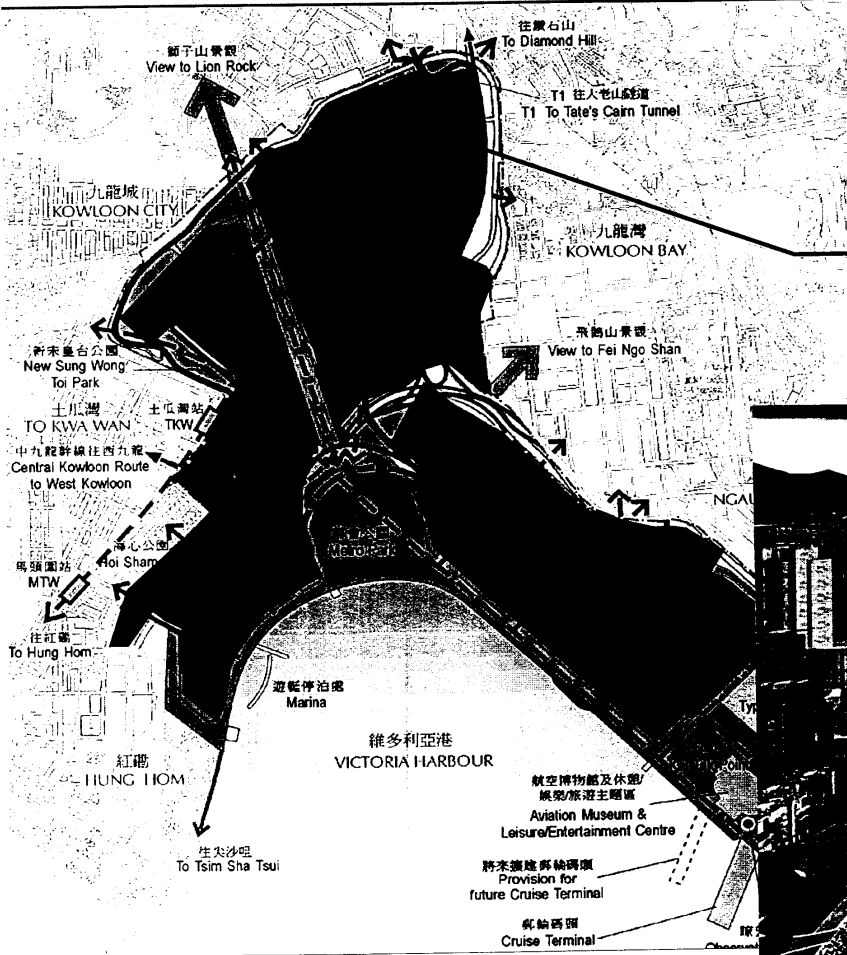 獅子山景觀
View to Lion Rock
往鑽石山
To Diamond Hill
T1 往大老山隧道
T1 To Tate's Cairn Tunnel
九龍城
KOWLOON CITY
九龍灣
KOWLOON BAY
飛鵝山景觀
View to Fei Ngo Shan
新宋皇台公園
New Sung Wong
Toi Park
土瓜灣
TO KWA WAN
土瓜灣站
TKW
中九龍幹線往西九龍
Central Kowloon Route
to West Kowloon
NGAU
海心公園
Hoi Sham
Metro Park
馬頭圍站
MTW
往紅磡
To Hung Hom
遊艇停泊處
Marina
維多利亞港
VICTORIA HARBOUR
紅磡
HUNG HOM
航空博物館及休憩/
娛樂/旅遊主題區
Aviation Museum &
Leisure/Entertainment Centre
往尖沙咀
To Tsim Sha Tsui
將來擴建郵輪碼頭
Provision for
future Cruise Terminal
郵輪碼頭
Cruise Terminal